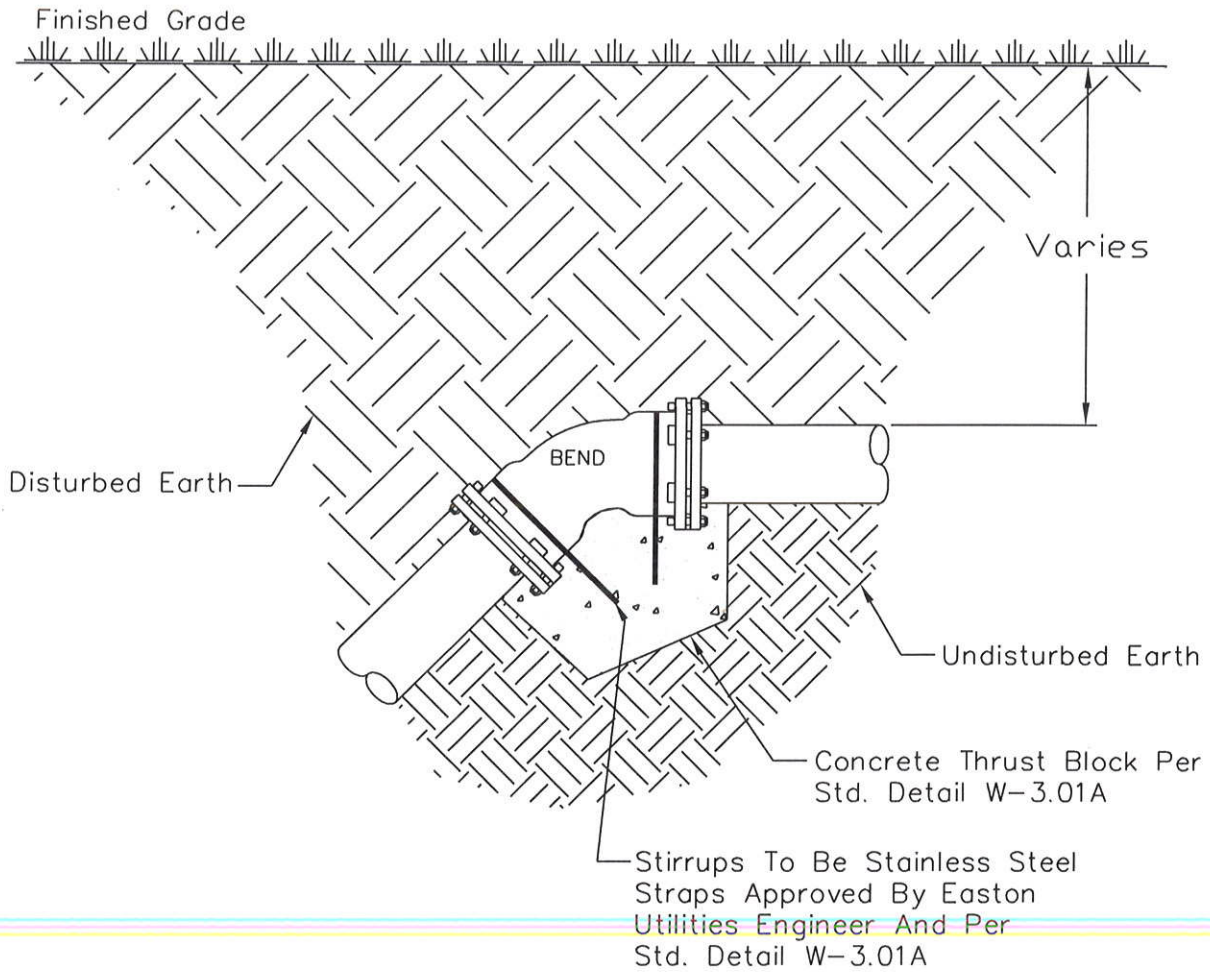 Finished Grade
Varies
BEND
Disturbed Earth
Undisturbed Earth
Concrete Thrust Block Per
Std. Detail W-3.01A
Stirrups To Be Stainless Steel
Straps Approved By Easton
Utilities Engineer And Per
Std. Detail W-3.01A